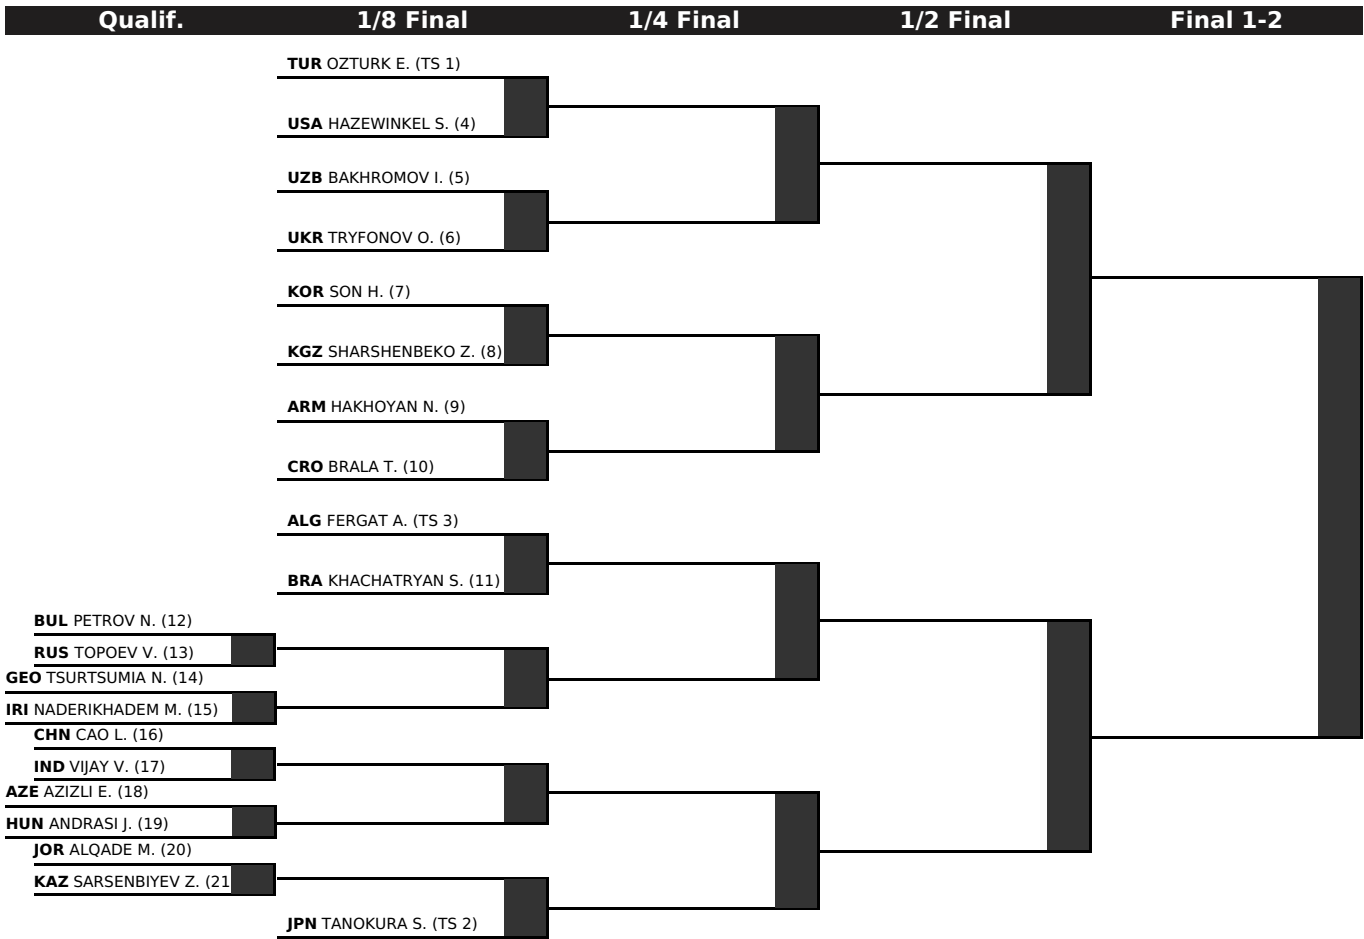 Qualif. 1/8 Final 1/4 Final 1/2 Final Final 1-2
TUR OZTURK E. (TS 1)
USA HAZEWINKEL S. (4)
UZB BAKHROMOV I. (5)
UKR TRYFONOV O. (6)
KOR SON H. (7)
KGZ SHARSHENBEKO Z. (8)
ARM HAKHOYAN N. (9)
CRO BRALA T. (10)
ALG FERGAT A. (TS 3)
BRA KHACHATRYAN S. (11)
BUL PETROV N. (12)
RUS TOPOEV V. (13)
GEO TSURTSUMIA N. (14)
IRI NADERIKHADEM M. (15)
CHN CAO L. (16)
IND VIJAY V. (17)
AZE AZIZLI E. (18)
HUN ANDRASI J. (19)
JOR ALQADE M. (20)
KAZ SARSENBIYEV Z. (21
JPN TANOKURA S. (TS 2)